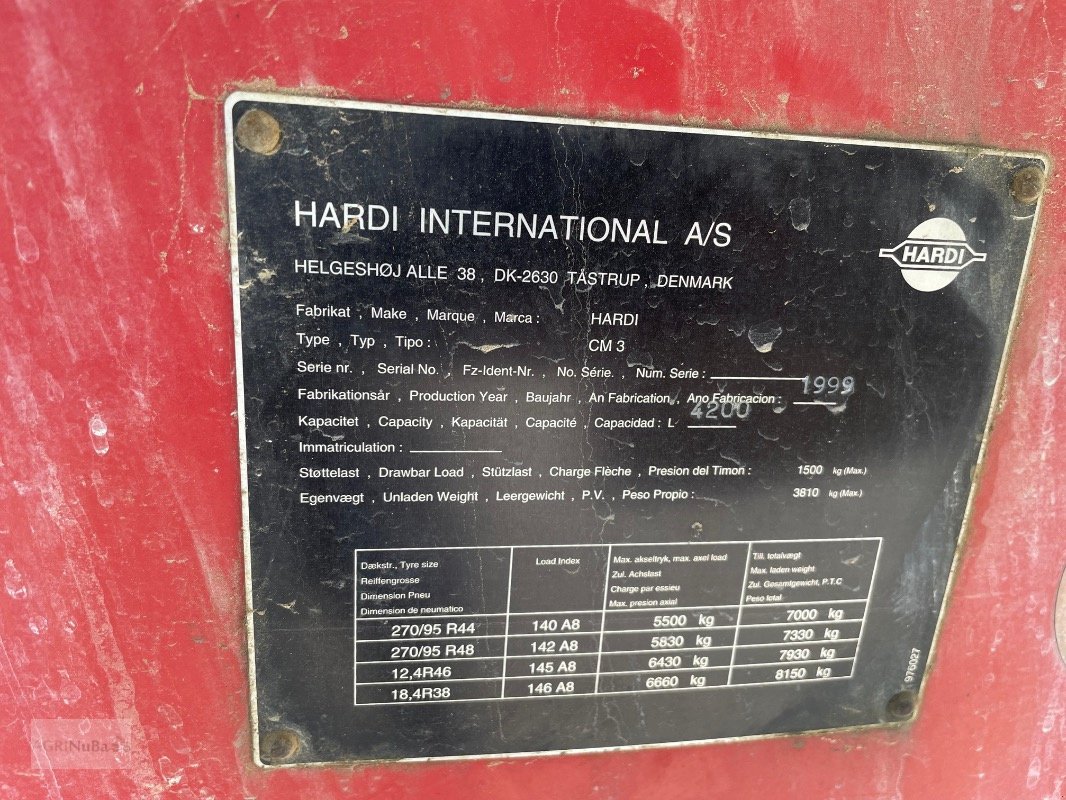 HARDI INTERNATIONAL A/S
HARDI
HELGESHØJ ALLE 38 , DK-2630 TÅSTRUP , DENMARK
Fabrikat , Make , Marque , Marca : HARDI
Type , Typ , Tipo : CM 3
Serie nr. , Serial No. , Fz-Ident-Nr. , No. Série. , Num. Serie :
Fabrikationsår , Production Year , Baujahr , An Fabrication , Ano Fabricacion : 1999
Kapacitet , Capacity , Kapacität , Capacité , Capacidad : L 4200
Immatriculation :
Støttelast , Drawbar Load , Stützlast , Charge Flèche , Presion del Timon : 1500 kg (Max.)
Egenvægt , Unladen Weight , Leergewicht , P.V. , Peso Propio : 3810 kg (Max.)
Dækstr., Tyre size
Reiffengrosse
Dimension Pneu
Dimension de neumatico
Load Index
Max. akseltryk, max. axel load
Zul. Achslast
Charge par essieu
Max. presion axial
Till. totalvægt
Max. laden weight
Zul. Gesamtgewicht, P.T.C
Peso total
270/95 R44 140 A8 5500 kg 7000 kg
270/95 R48 142 A8 5830 kg 7330 kg
12,4R46 145 A8 6430 kg 7930 kg
18,4R38 146 A8 6660 kg 8150 kg
976027
GRiNuBa